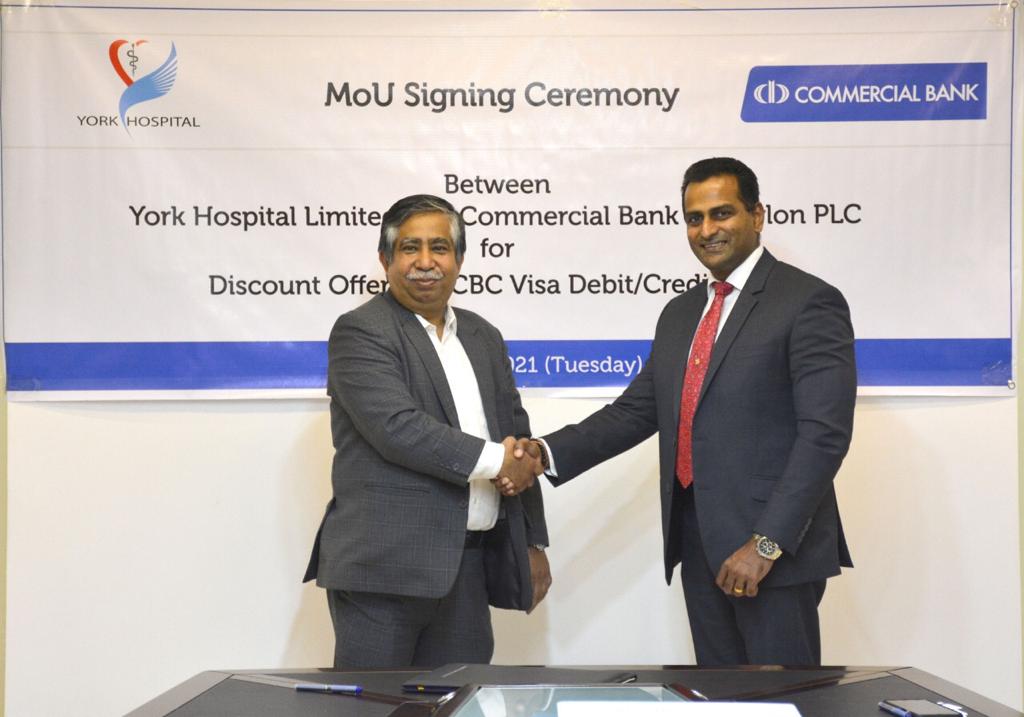 YORK HOSPITAL
MoU Signing Ceremony
COMMERCIAL BANK
Between
York Hospital Limite Commercial Bank lon PLC
for
Discount Offer CBC Visa Debit/Credi
021 (Tuesday)